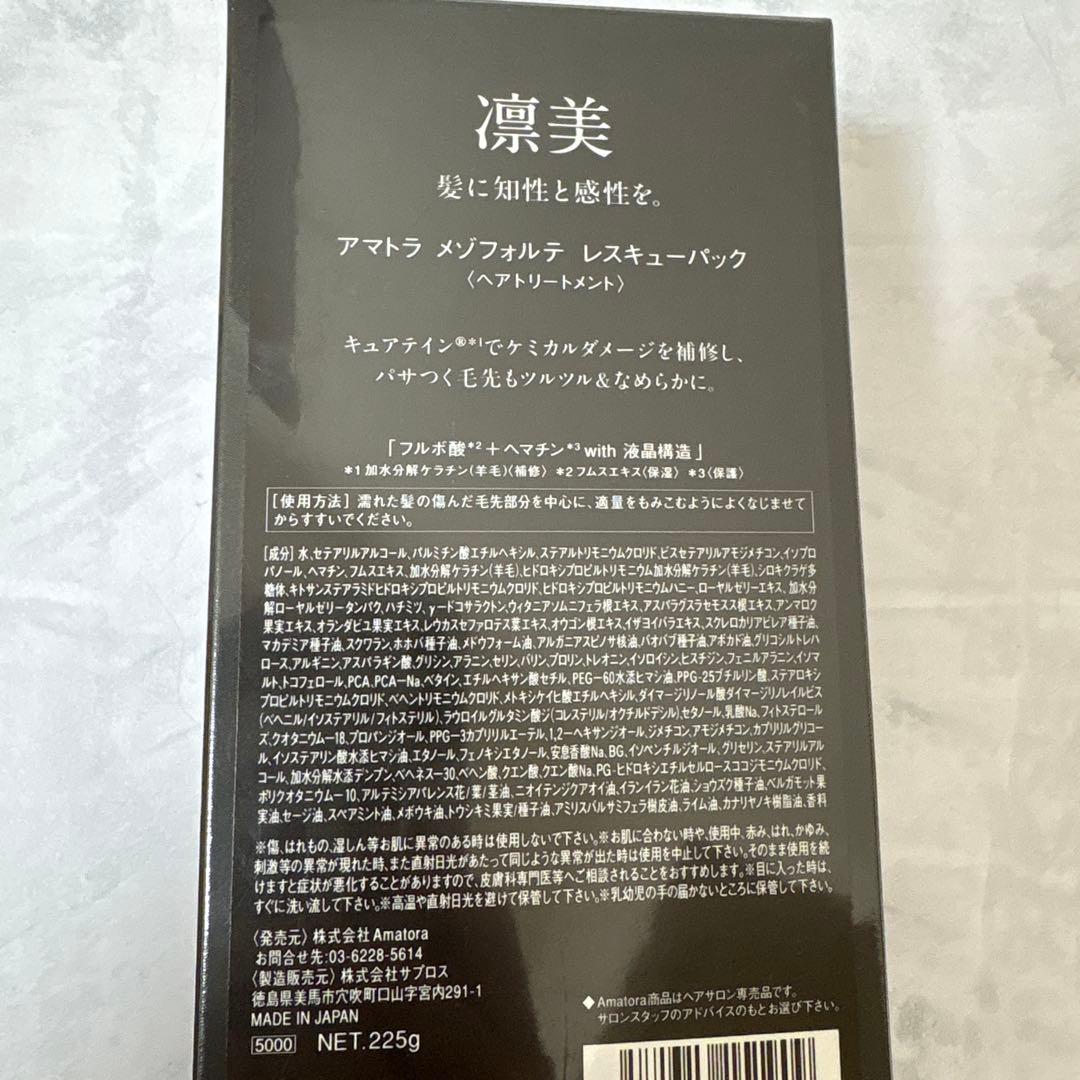 凛美
髪に知性と感性を。
アマトラ メゾフォルテ レスキューパック
〈ヘアトリートメント〉
キュアテイン®*1でケミカルダメージを補修し、
パサつく毛先もツルツル&なめらかに。
「フルボ酸*2+ヘマチン*3 with 液晶構造」
*1 加水分解ケラチン(羊毛)〈補修〉 *2 フムスエキス〈保湿〉 *3〈保護〉
[使用方法] 濡れた髪の傷んだ毛先部分を中心に、適量をもみこむようによくなじませて
からすすいでください。
[成分] 水、セテアリルアルコール、パルミチン酸エチルヘキシル、ステアルトリモニウムクロリド、ビスセテアリルアモジメチコン、イソプロ
パノール、ヘマチン、フムスエキス、加水分解ケラチン(羊毛)、ヒドロキシプロピルトリモニウム加水分解ケラチン(羊毛)、シロキクラゲ多
糖体、キトサンステアラミドヒドロキシプロピルトリモニウムクロリド、ヒドロキシプロピルトリモニウムハニー、ローヤルゼリーエキス、加水分
解ローヤルゼリータンパク、ハチミツ、γ-ドコサラクトン、ウィタニアソムニフェラ根エキス、アスパラグスラセモスス根エキス、アンマロク
果実エキス、オランダビユ果実エキス、レウカスセファロテス葉エキス、オウゴン根エキス、イザヨイバラエキス、スクレロカリアビレア種子油、
マカデミア種子油、スクワラン、ホホバ種子油、メドウフォーム油、アルガニアスピノサ核油、バオバブ種子油、アボカド油、グリコシルトレハ
ロース、アルギニン、アスパラギン酸、グリシン、アラニン、セリン、バリン、プロリン、トレオニン、イソロイシン、ヒスチジン、フェニルアラニン、イソマ
ルト、トコフェロール、PCA、PCA-Na、ベタイン、エチルヘキサン酸セチル、PEG-60水添ヒマシ油、PPG-25ブチルリン酸、ステアロキシ
プロピルトリモニウムクロリド、ベヘントリモニウムクロリド、メトキシケイヒ酸エチルヘキシル、ダイマージリノール酸ダイマージリノレイルビス
(ベヘニル/イソステアリル/フィトステリル)、ラウロイルグルタミン酸ジ(コレステリル/オクチルドデシル)、セタノール、乳酸Na、フィトステロール
ズ、クオタニウム-18、プロパンジオール、PPG-3カプリリルエーテル、1,2-ヘキサンジオール、ジメチコン、アモジメチコン、カプリリルグリコー
ル、イソステアリン酸水添ヒマシ油、エタノール、フェノキシエタノール、安息香酸Na、BG、イソペンチルジオール、グリセリン、ステアリルアル
コール、加水分解水添デンプン、ベヘネス-30、ベヘン酸、クエン酸、クエン酸Na、PG-ヒドロキシエチルセルロースココジモニウムクロリド、
ポリクオタニウム-10、アルテミシアパレンス花/葉/茎油、ニオイテンジクアオイ油、イランイラン花油、ショウズク種子油、ベルガモット果
実油、セージ油、スペアミント油、メボウキ油、トウシキミ果実/種子油、アミリスバルサミフェラ樹皮油、ライム油、カナリヤノキ樹脂油、香料
※傷、はれもの、湿しん等お肌に異常のある時は使用しないで下さい。※お肌に合わない時や、使用中、赤み、はれ、かゆみ、
刺激等の異常が現れた時、また直射日光があたって同じような異常が出た時は使用を中止して下さい。そのまま使用を続
けますと症状が悪化することがありますので、皮膚科専門医等へご相談されることをおすすめします。※目に入った時は、
すぐに洗い流して下さい。※高温や直射日光を避けて保管して下さい。※乳幼児の手の届かないところに保管して下さい。
〈発売元〉株式会社Amatora
お問合せ先:03-6228-5614
〈製造販売元〉株式会社サプロス
徳島県美馬市穴吹町口山字宮内291-1
MADE IN JAPAN
5000 NET.225g
◆Amatora商品はヘアサロン専売品です。
サロンスタッフのアドバイスのもとお選び下さい。